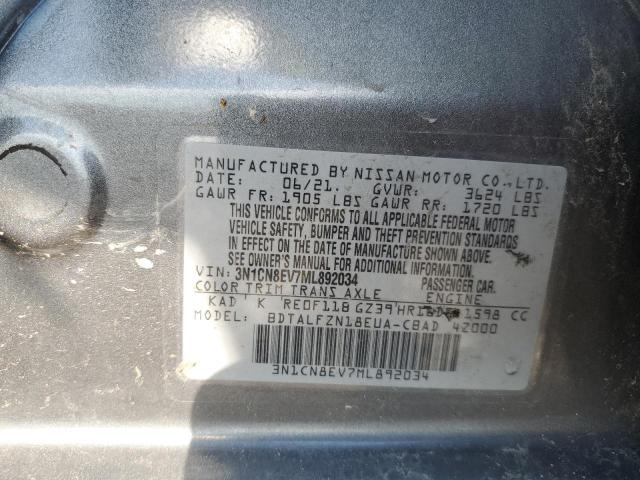 MANUFACTURED BY NISSAN MOTOR CO.,LTD.
DATE: 06/21. GVWR: 3624 LBS
GAWR FR: 1905 LBS GAWR RR: 1720 LBS
THIS VEHICLE CONFORMS TO ALL APPLICABLE FEDERAL MOTOR
VEHICLE SAFETY, BUMPER AND THEFT PREVENTION STANDARDS
IN EFFECT ON THE DATE OF MANUFACTURE SHOWN ABOVE.
SEE OWNER'S MANUAL FOR ADDITIONAL INFORMATION.
VIN: 3N1CN8EV7ML892034 PASSENGER CAR.
COLOR TRIM TRANS AXLE ENGINE
KAD K RE0F11B GZ39 1598 CC
MODEL: BDTALFZN18EUA-CBAD 42000
3N1CN8EV7ML892034